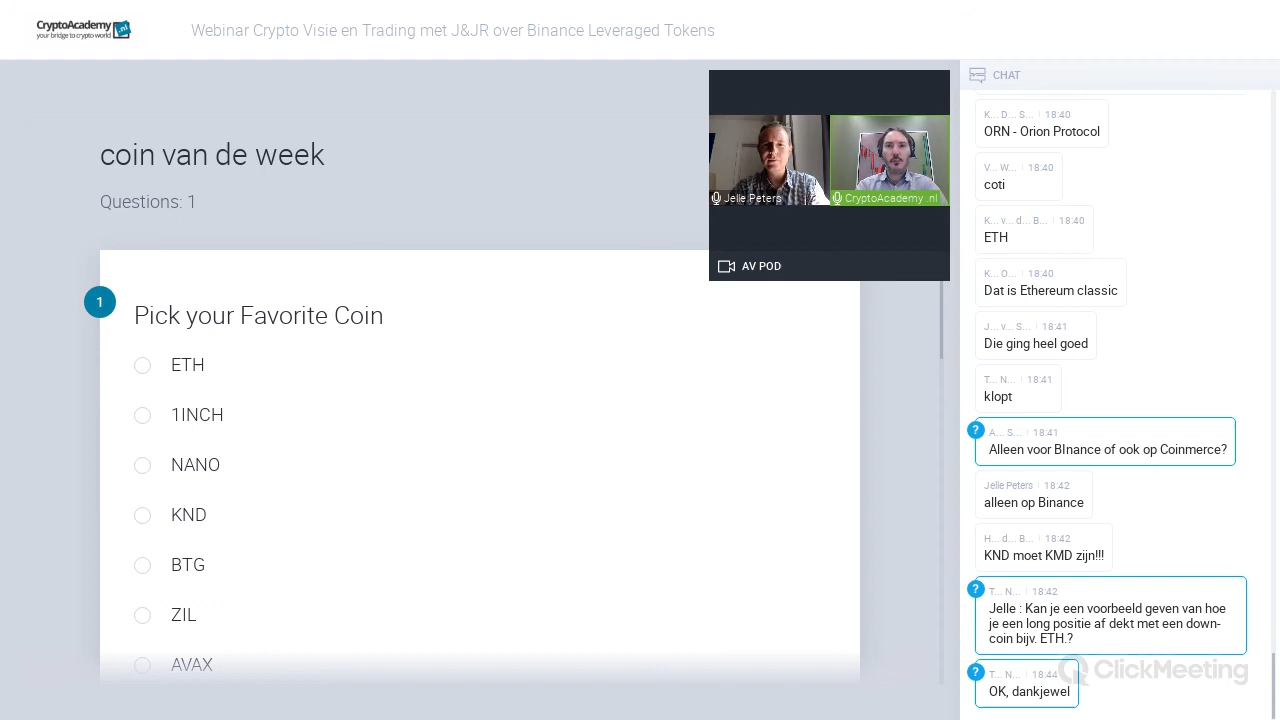 CryptoAcademy .nl
your bridge to crypto world
Webinar Crypto Visie en Trading met J&JR over Binance Leveraged Tokens
coin van de week
Questions: 1
1
Pick your Favorite Coin
ETH
1INCH
NANO
KND
BTG
ZIL
AVAX
Jelle Peters
CryptoAcademy .nl
AV POD
CHAT
K... D... S... 18:40
ORN - Orion Protocol
V... W... 18:40
coti
K... v... d... B... 18:40
ETH
K... O... 18:40
Dat is Ethereum classic
J... v... S... 18:41
Die ging heel goed
T... N... 18:41
klopt
?
A... S... 18:41
Alleen voor BInance of ook op Coinmerce?
Jelle Peters 18:42
alleen op Binance
H... d... B... 18:42
KND moet KMD zijn!!!
?
T... N... 18:42
Jelle : Kan je een voorbeeld geven van hoe
je een long positie af dekt met een down-
coin bijv. ETH.?
?
T... N... 18:44
OK, dankjewel
ClickMeeting